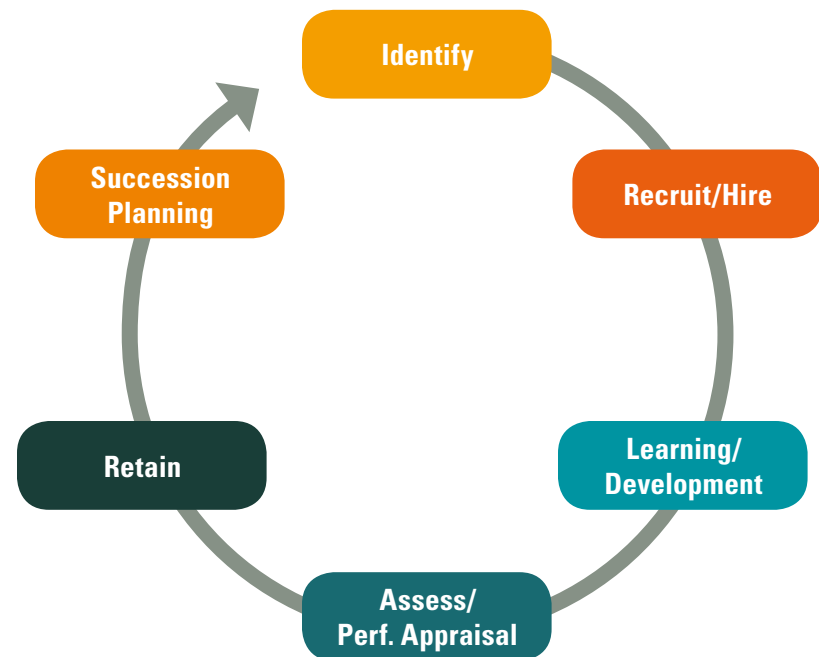 Identify
Recruit/Hire
Learning/
Development
Assess/
Perf. Appraisal
Retain
Succession
Planning